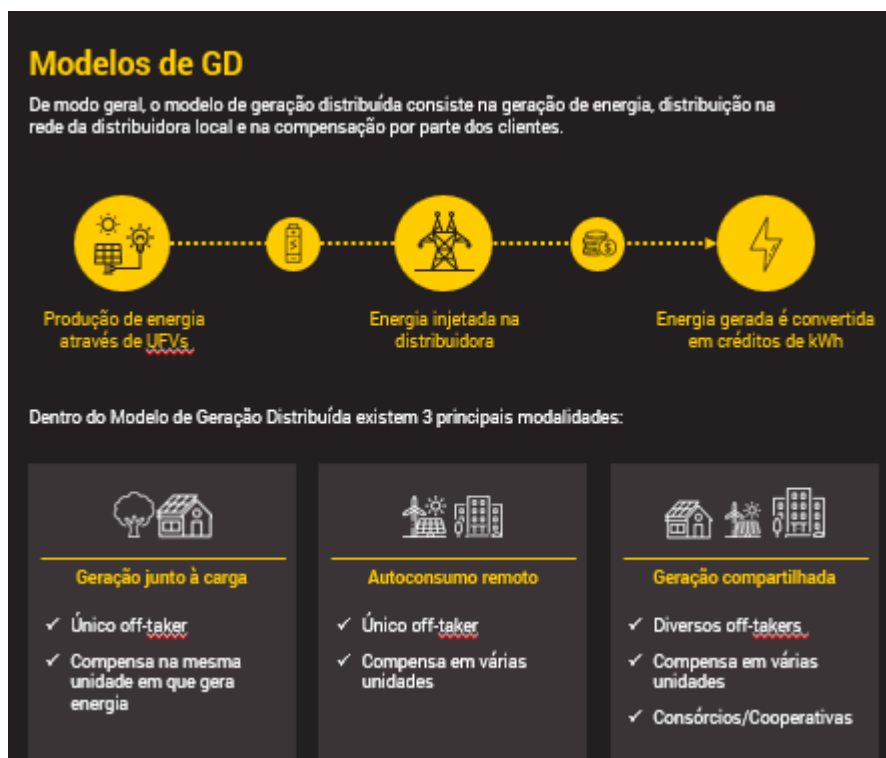 Modelos de GD
De modo geral, o modelo de geração distribuída consiste na geração de energia, distribuição na
rede da distribuidora local e na compensação por parte dos clientes.
Produção de energia
através de UFVs
Energia injetada na
distribuidora
Energia gerada é convertida
em créditos de kWh
Dentro do Modelo de Geração Distribuída existem 3 principais modalidades:
Geração junto à carga
✓ Único off-taker
✓ Compensa na mesma
unidade em que gera
energia
Autoconsumo remoto
✓ Único off-taker
✓ Compensa em várias
unidades
Geração compartilhada
✓ Diversos off-takers
✓ Compensa em várias
unidades
✓ Consórcios/Cooperativas